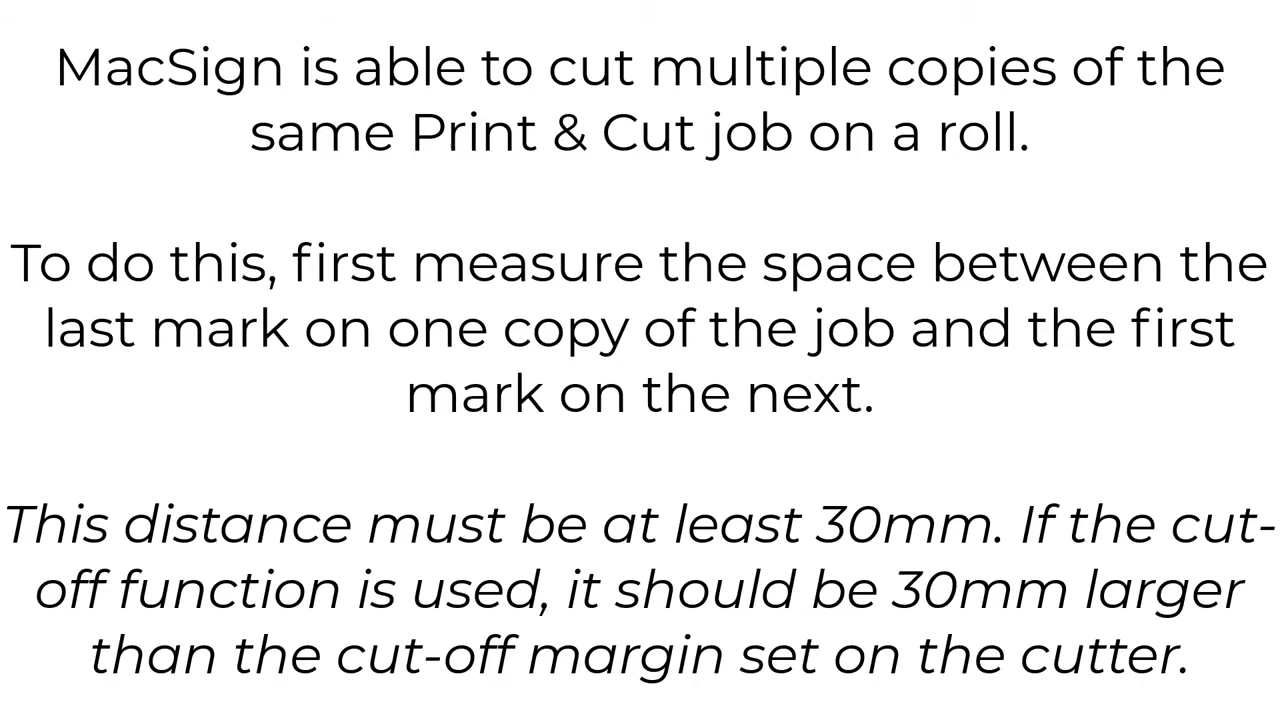 MacSign is able to cut multiple copies of the
same Print & Cut job on a roll.
To do this, first measure the space between the
last mark on one copy of the job and the first
mark on the next.
This distance must be at least 30mm. If the cut-
off function is used, it should be 30mm larger
than the cut-off margin set on the cutter.